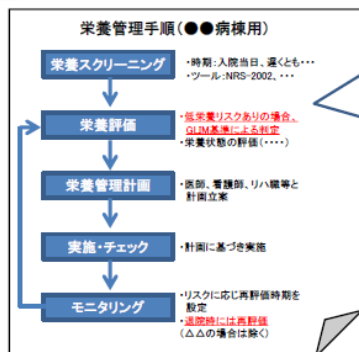 栄養管理手順(●●病棟用)
栄養スクリーニング
・時期:入院当日、遅くとも・・・
・ツール:NRS-2002、・・・
栄養評価
・低栄養リスクありの場合、
GLIM基準による判定
・栄養状態の評価(・・・・)
栄養管理計画
・医師、看護師、リハ職等と
計画立案
実施・チェック
・計画に基づき実施
モニタリング
・リスクに応じ再評価時期を
設定
・退院時には再評価
(△△の場合は除く)